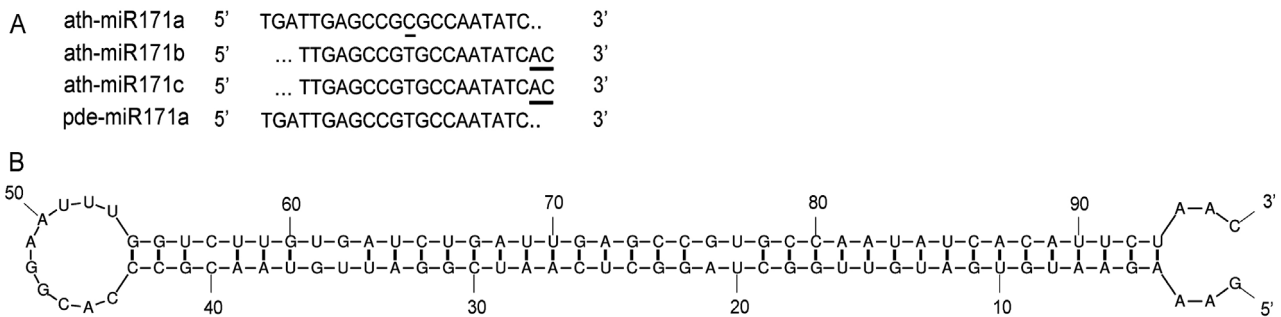 A
ath-miR171a 5' TGATTGAGCCGCGCCAATATC.. 3'
ath-miR171b 5' ... TTGAGCCGTGCCAATATCAC 3'
ath-miR171c 5' ... TTGAGCCGTGCCAATATCAC 3'
pde-miR171a 5' TGATTGAGCCGTGCCAATATC.. 3'
B
50 60 70 80 90 3'
A U U U G G U C U U G U G A U C U G A U U G A G C C G U G C C A A U A U C A C A U U C U A A C
A G G C A C C C G C A A U G U U A G G C U A A C U C G G A U C G G U U G U A G U G U A A G A A A G
40 30 20 10 5'